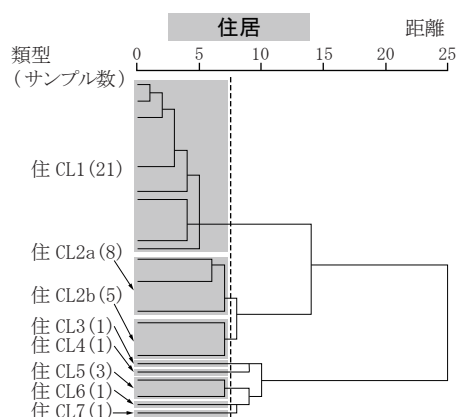 住居
距離
類型
(サンプル数)
0 5 10 15 20 25
住 CL1(21)
住 CL2a(8)
住 CL2b(5)
住 CL3(1)
住 CL4(1)
住 CL5(3)
住 CL6(1)
住 CL7(1)